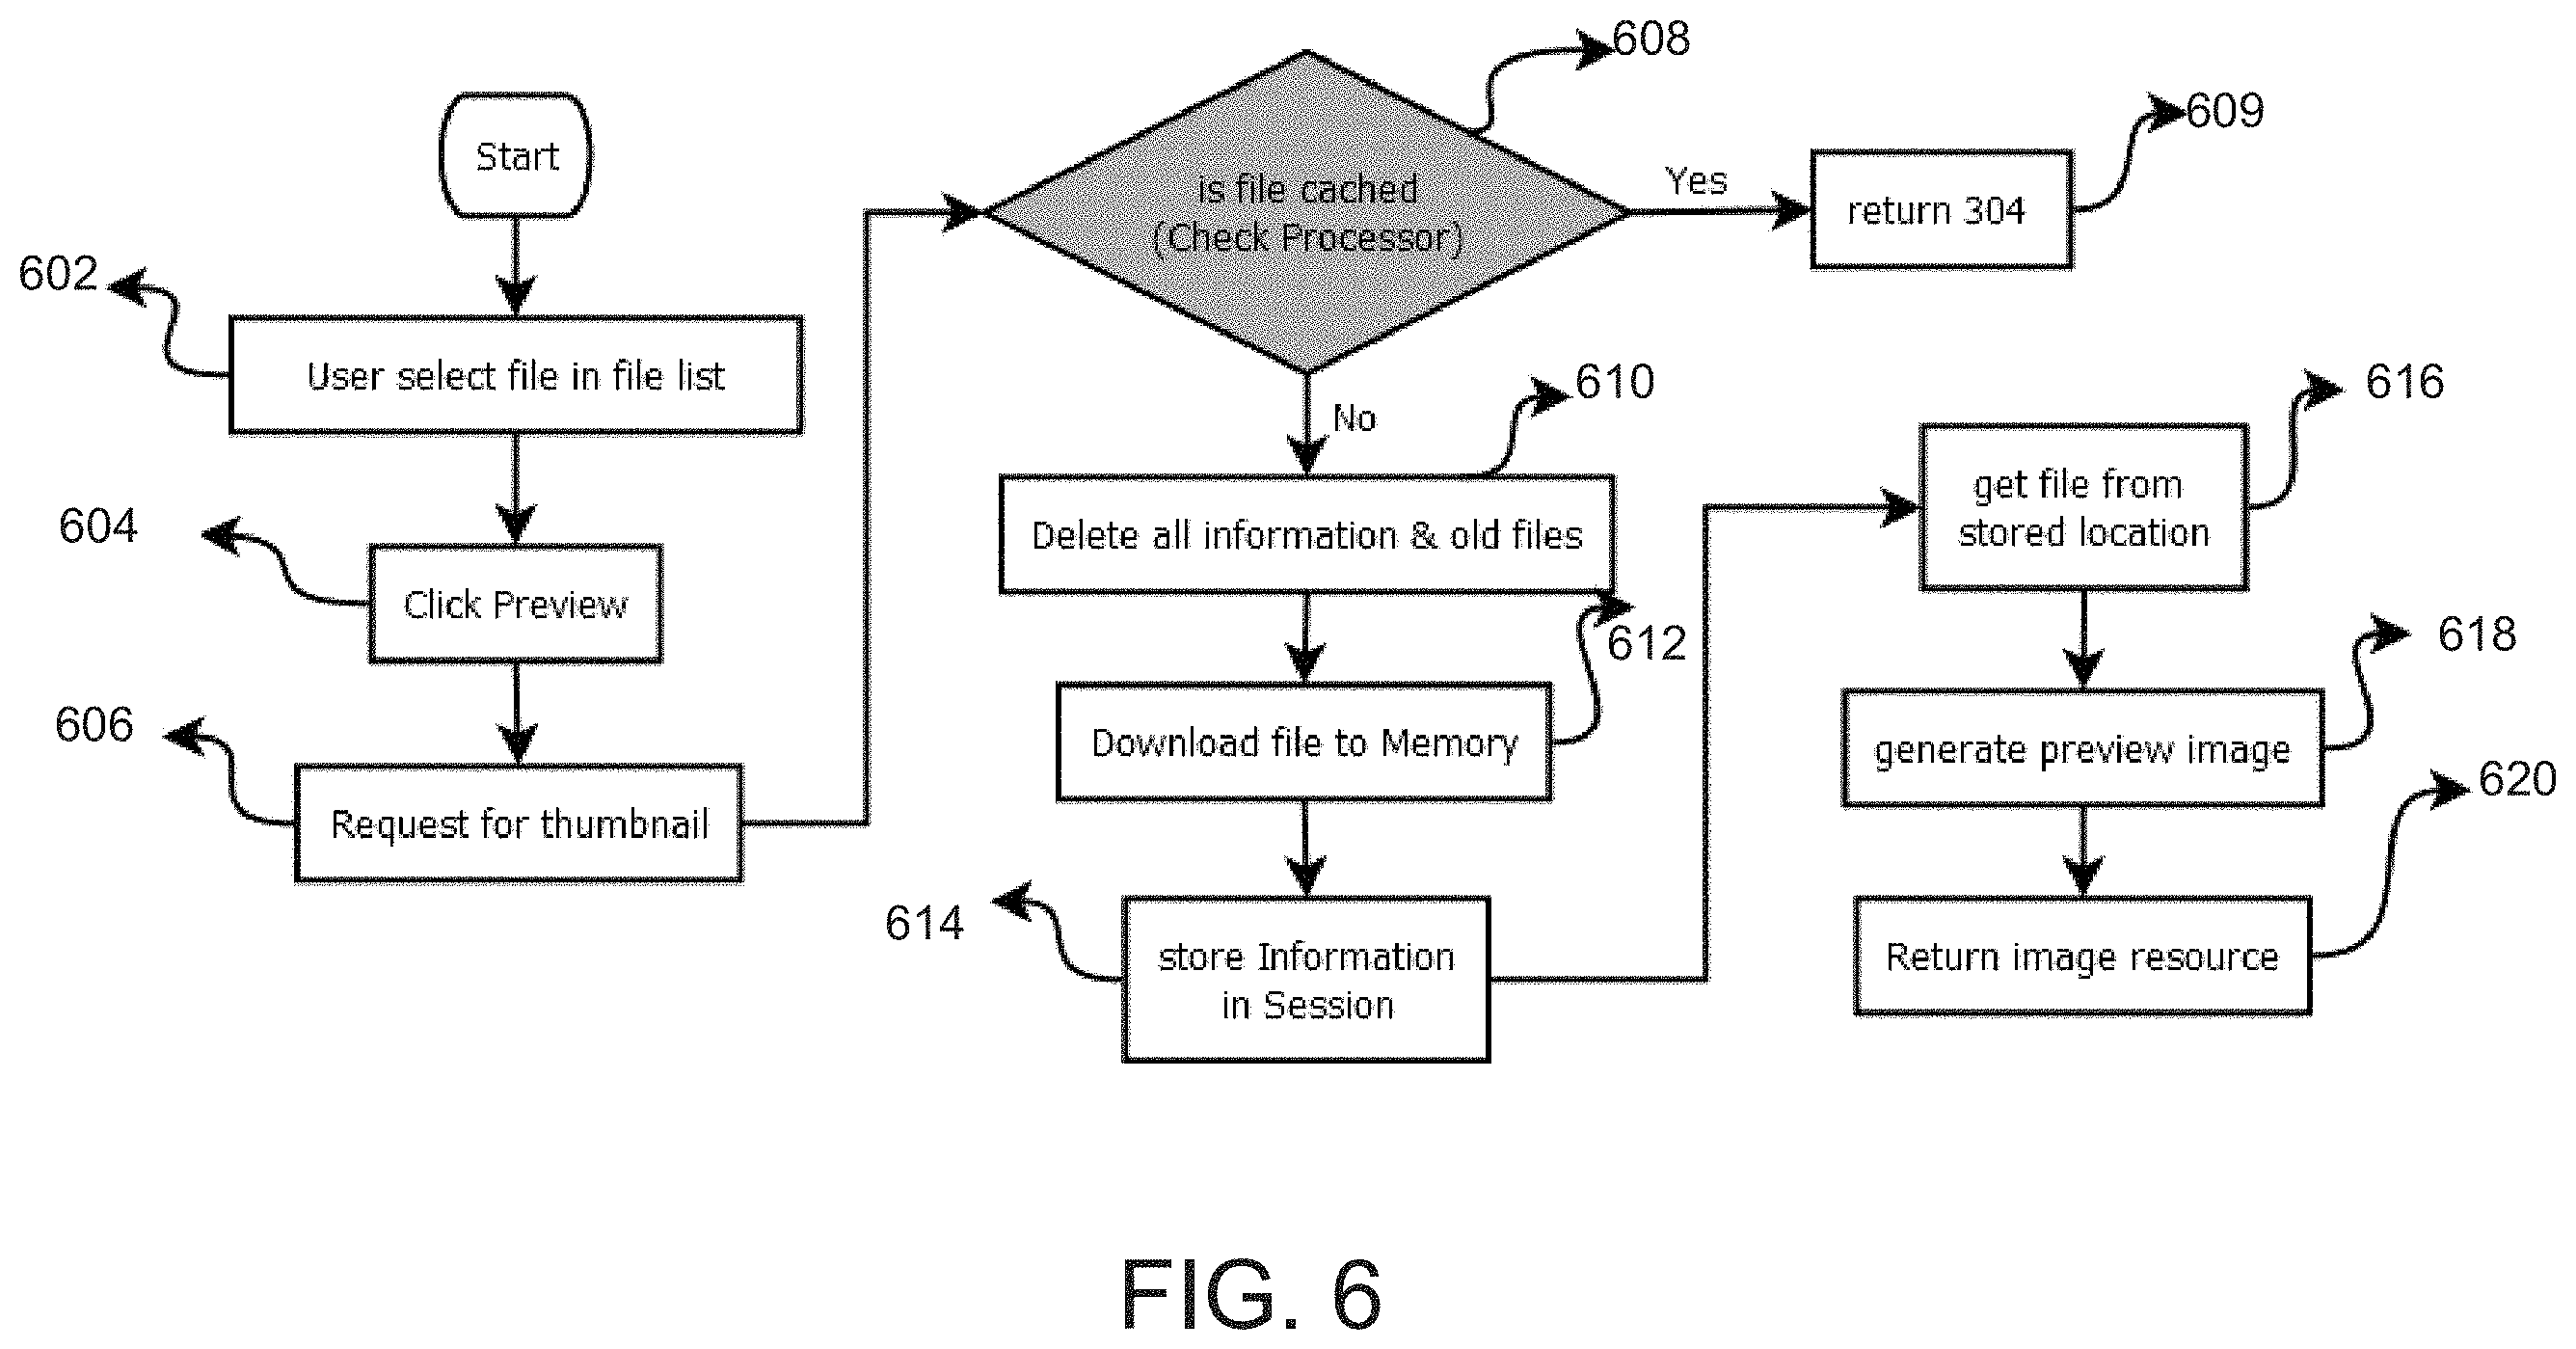 Start
602
User select file in file list
604
Click Preview
606
Request for thumbnail
608
is file cached
(Check Processor)
Yes
609
return 304
No
610
Delete all information & old files
612
Download file to Memory
614
store Information
in Session
616
get file from
stored location
618
generate preview image
620
Return image resource
FIG. 6